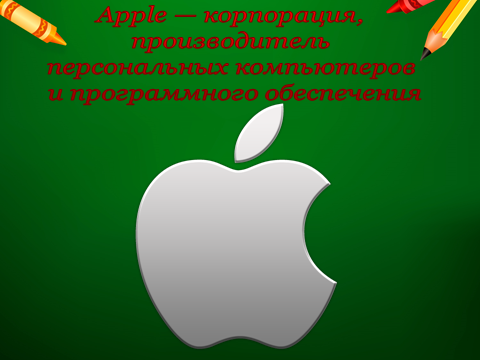 Apple — корпорация,
производитель
персональных компьютеров
и программного обеспечения